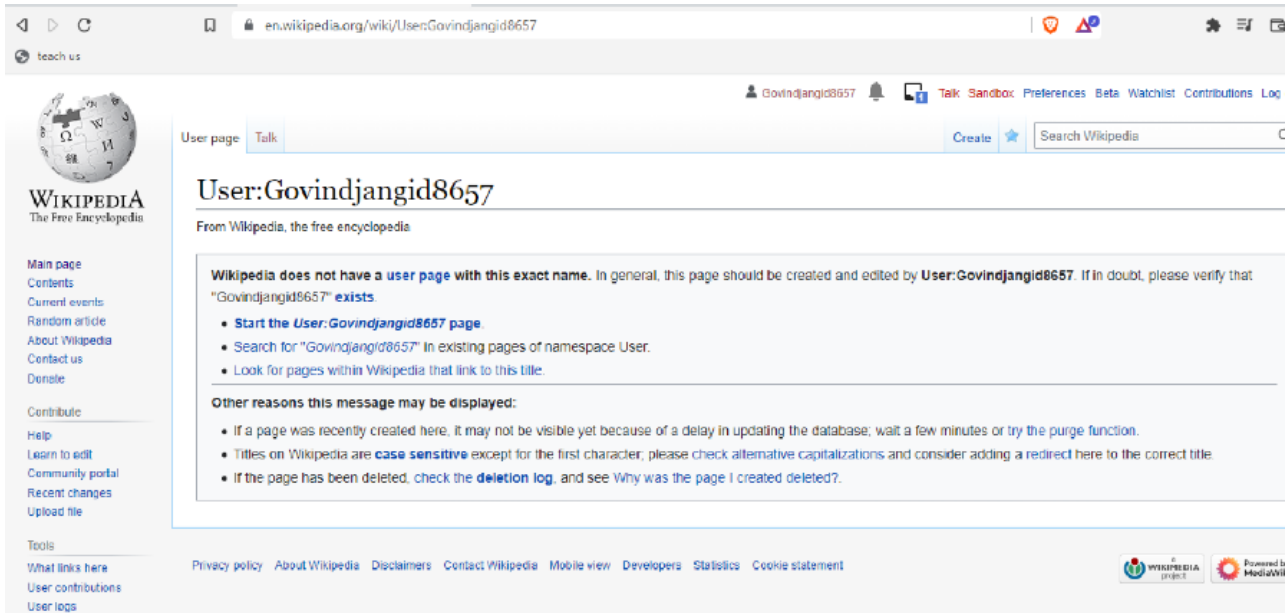 en.wikipedia.org/wiki/User:Govindjangid8657
teach us
Govindjangid8657 Talk Sandbox Preferences Beta Watchlist Contributions Log
User page Talk Create Search Wikipedia
WIKIPEDIA
The Free Encyclopedia
User:Govindjangid8657
From Wikipedia, the free encyclopedia
Main page
Contents
Current events
Random article
About Wikipedia
Contact us
Donate
Contribute
Help
Learn to edit
Community portal
Recent changes
Upload file
Tools
What links here
User contributions
User logs
Wikipedia does not have a user page with this exact name. In general, this page should be created and edited by User:Govindjangid8657. If in doubt, please verify that
"Govindjangid8657" exists.
• Start the User:Govindjangid8657 page.
• Search for "Govindjangid8657" in existing pages of namespace User.
• Look for pages within Wikipedia that link to this title.
Other reasons this message may be displayed:
• If a page was recently created here, it may not be visible yet because of a delay in updating the database; wait a few minutes or try the purge function.
• Titles on Wikipedia are case sensitive except for the first character; please check alternative capitalizations and consider adding a redirect here to the correct title.
• If the page has been deleted, check the deletion log, and see Why was the page I created deleted?.
Privacy policy About Wikipedia Disclaimers Contact Wikipedia Mobile view Developers Statistics Cookie statement
A
WIKIMEDIA
project
Powered by
MediaWiki